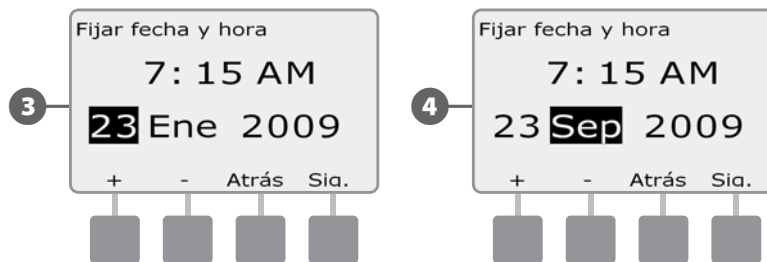 Fijar fecha y hora
7: 15 AM
3
23 Ene 2009
+ - Atrás Sig.
Fijar fecha y hora
7: 15 AM
4
23 Sep 2009
+ - Atrás Sig.